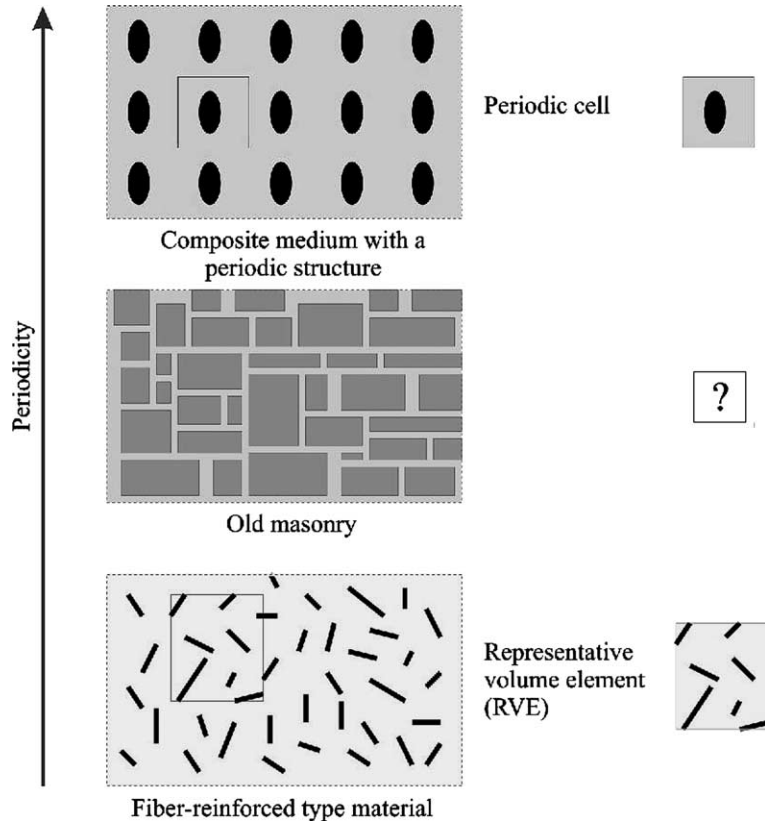 Periodic cell
Composite medium with a
periodic structure
Periodicity
?
Old masonry
Representative
volume element
(RVE)
Fiber-reinforced type material